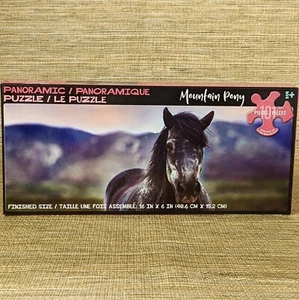 PANORAMIC / PANORAMIQUE
PUZZLE / LE PUZZLE
Mountain Pony
101
FINISHED SIZE / TAILLE UNE FOIS ASSEMBLÉ: 16 IN X 6 IN (40.6 CM X 15.2 CM)